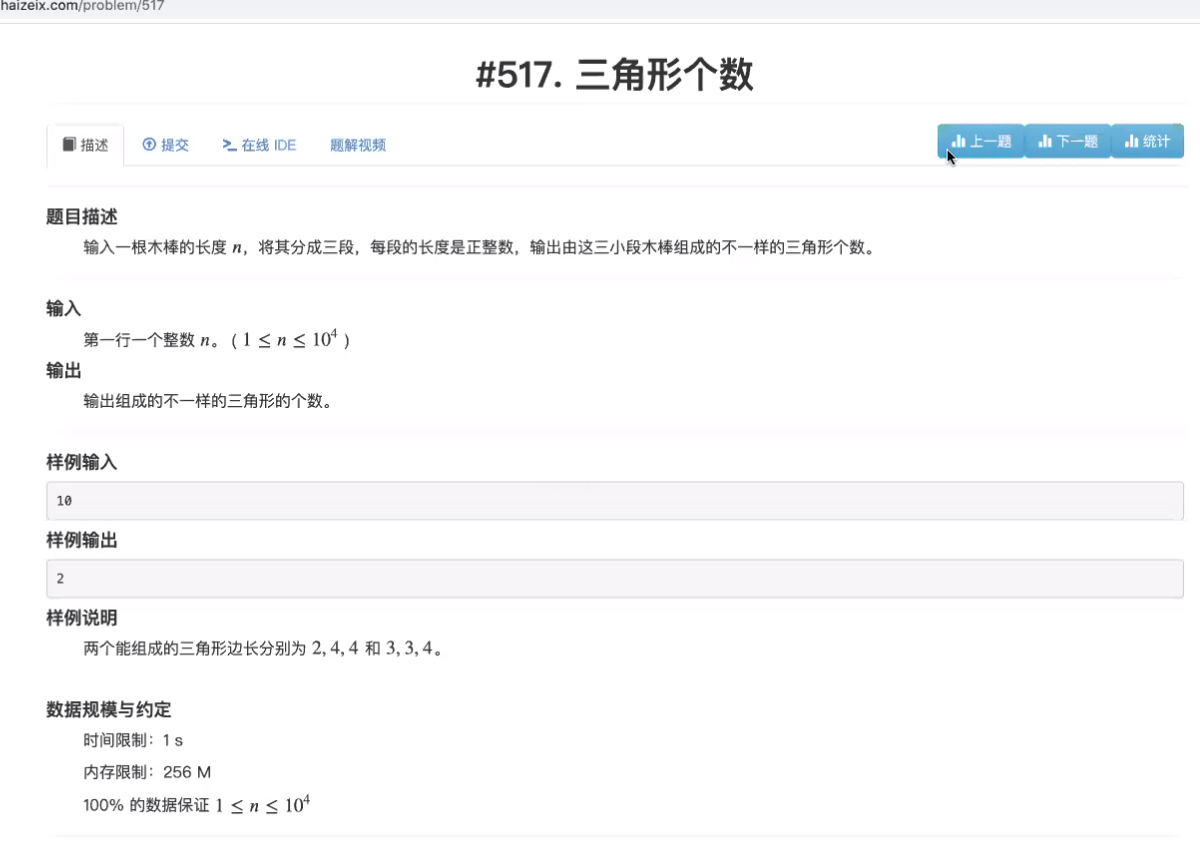 haizeix.com/problem/517
#517. 三角形个数
描述 提交 在线 IDE 题解视频 上一题 下一题 统计
题目描述
输入一根木棒的长度 n，将其分成三段，每段的长度是正整数，输出由这三小段木棒组成的不一样的三角形个数。
输入
第一行一个整数 n。( 1 ≤ n ≤ 10⁴ )
输出
输出组成的不一样的三角形的个数。
样例输入
10
样例输出
2
样例说明
两个能组成的三角形边长分别为 2, 4, 4 和 3, 3, 4。
数据规模与约定
时间限制：1 s
内存限制：256 M
100% 的数据保证 1 ≤ n ≤ 10⁴